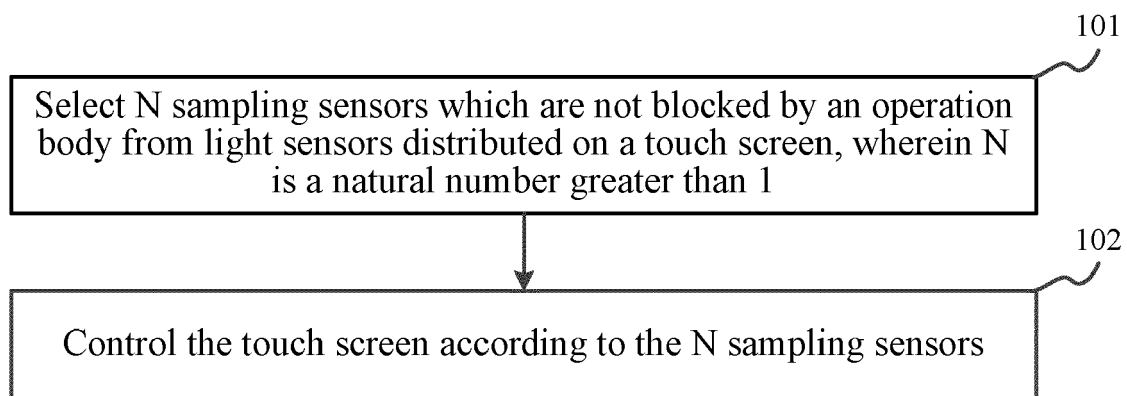 101
Select N sampling sensors which are not blocked by an operation
body from light sensors distributed on a touch screen, wherein N
is a natural number greater than 1
102
Control the touch screen according to the N sampling sensors